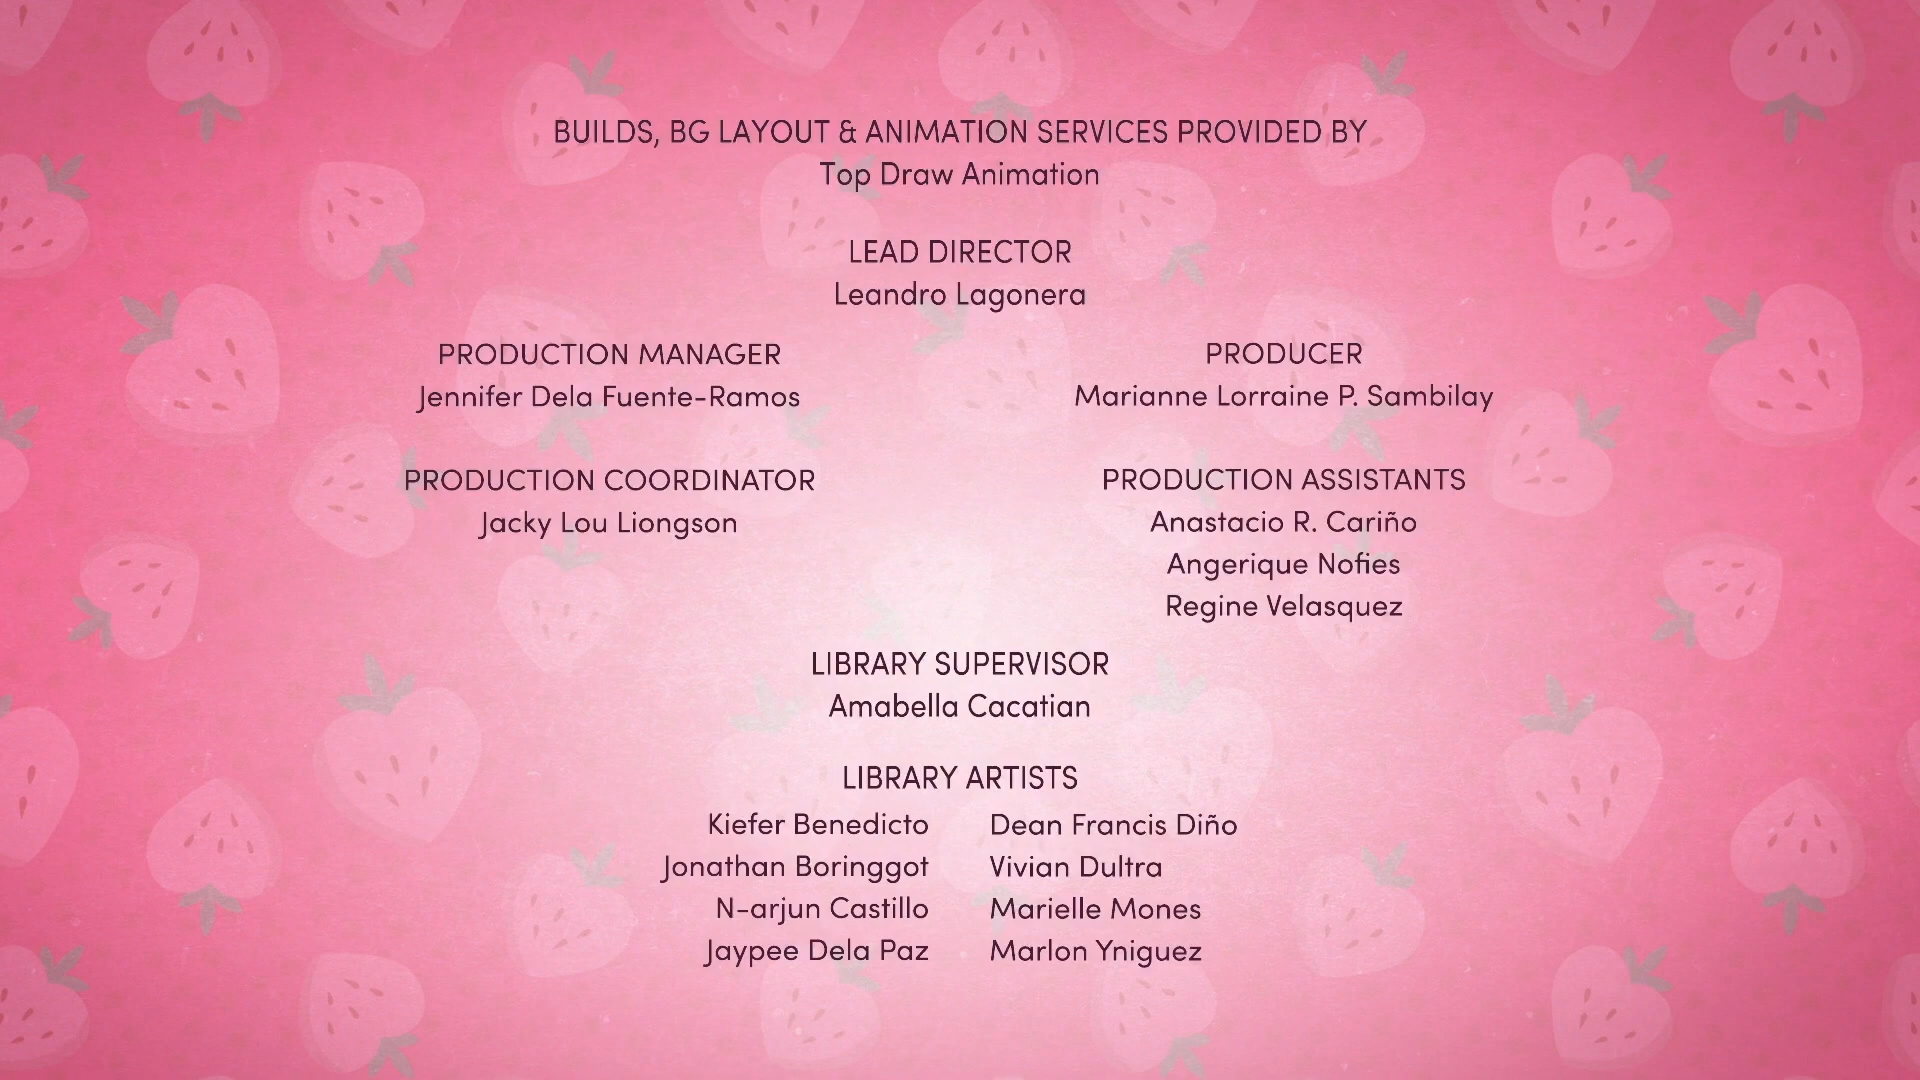 BUILDS, BG LAYOUT & ANIMATION SERVICES PROVIDED BY
Top Draw Animation
LEAD DIRECTOR
Leandro Lagonera
PRODUCTION MANAGER
Jennifer Dela Fuente-Ramos
PRODUCER
Marianne Lorraine P. Sambilay
PRODUCTION COORDINATOR
Jacky Lou Liongson
PRODUCTION ASSISTANTS
Anastacio R. Cariño
Angerique Nofies
Regine Velasquez
LIBRARY SUPERVISOR
Amabella Cacatian
LIBRARY ARTISTS
Kiefer Benedicto
Jonathan Boringgot
N-arjun Castillo
Jaypee Dela Paz
Dean Francis Diño
Vivian Dultra
Marielle Mones
Marlon Yniguez